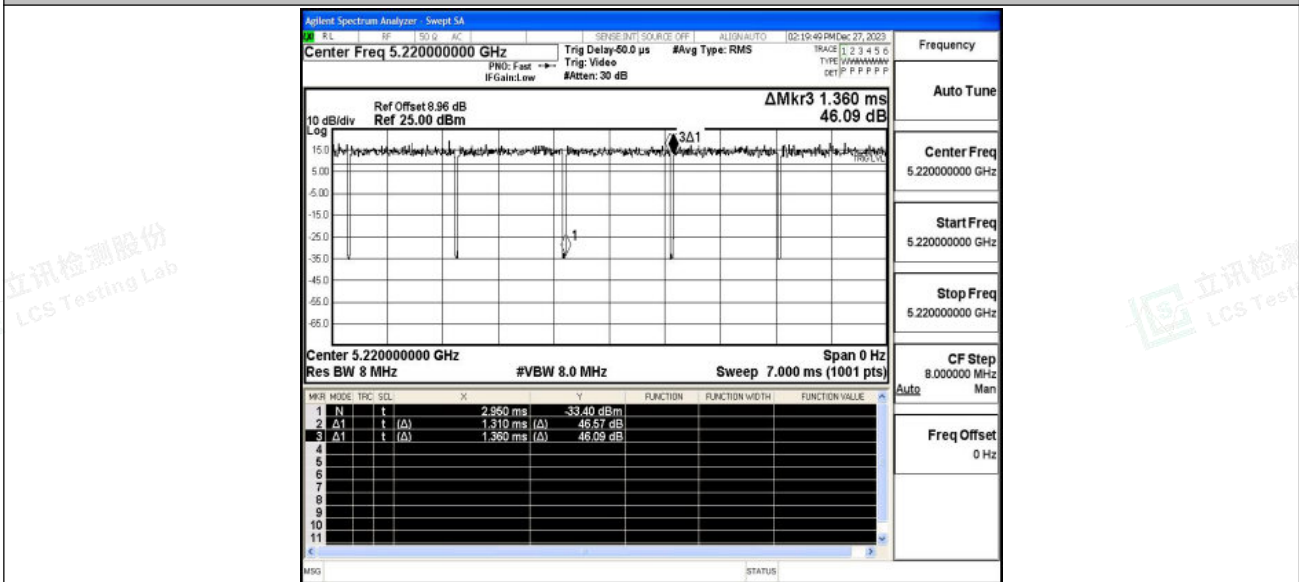 Agilent Spectrum Analyzer - Swept SA
RL RF 50 Ω AC SENSE:INT SOURCE OFF ALIGNAUTO 02:19:49 PM Dec 27, 2023
Center Freq 5.220000000 GHz
PNO: Fast
IFGain:Low
Trig Delay-50.0 µs
Trig: Video
#Atten: 30 dB
#Avg Type: RMS
TRACE 1 2 3 4 5 6
TYPE
DET P P P P P P
Frequency
Auto Tune
Center Freq
5.220000000 GHz
Start Freq
5.220000000 GHz
Stop Freq
5.220000000 GHz
CF Step
8.000000 MHz
Auto Man
Freq Offset
0 Hz
ΔMkr3 1.360 ms
46.09 dB
Ref Offset 8.96 dB
10 dB/div Ref 25.00 dBm
Log
3Δ1
15.0
TRIG LVL
5.00
-5.00
-15.0
-25.0
1
-35.0
-45.0
-55.0
-65.0
Center 5.220000000 GHz Span 0 Hz
Res BW 8 MHz #VBW 8.0 MHz Sweep 7.000 ms (1001 pts)
MKR MODE TRC SCL X Y FUNCTION FUNCTION WIDTH FUNCTION VALUE
1 N t 2.950 ms -33.40 dBm
2 Δ1 t (Δ) 1.310 ms (Δ) 46.57 dB
3 Δ1 t (Δ) 1.360 ms (Δ) 46.09 dB
4
5
6
7
8
9
10
11
MSG STATUS
立讯检测股份
LCS Testing Lab
立讯检测
LCS Test